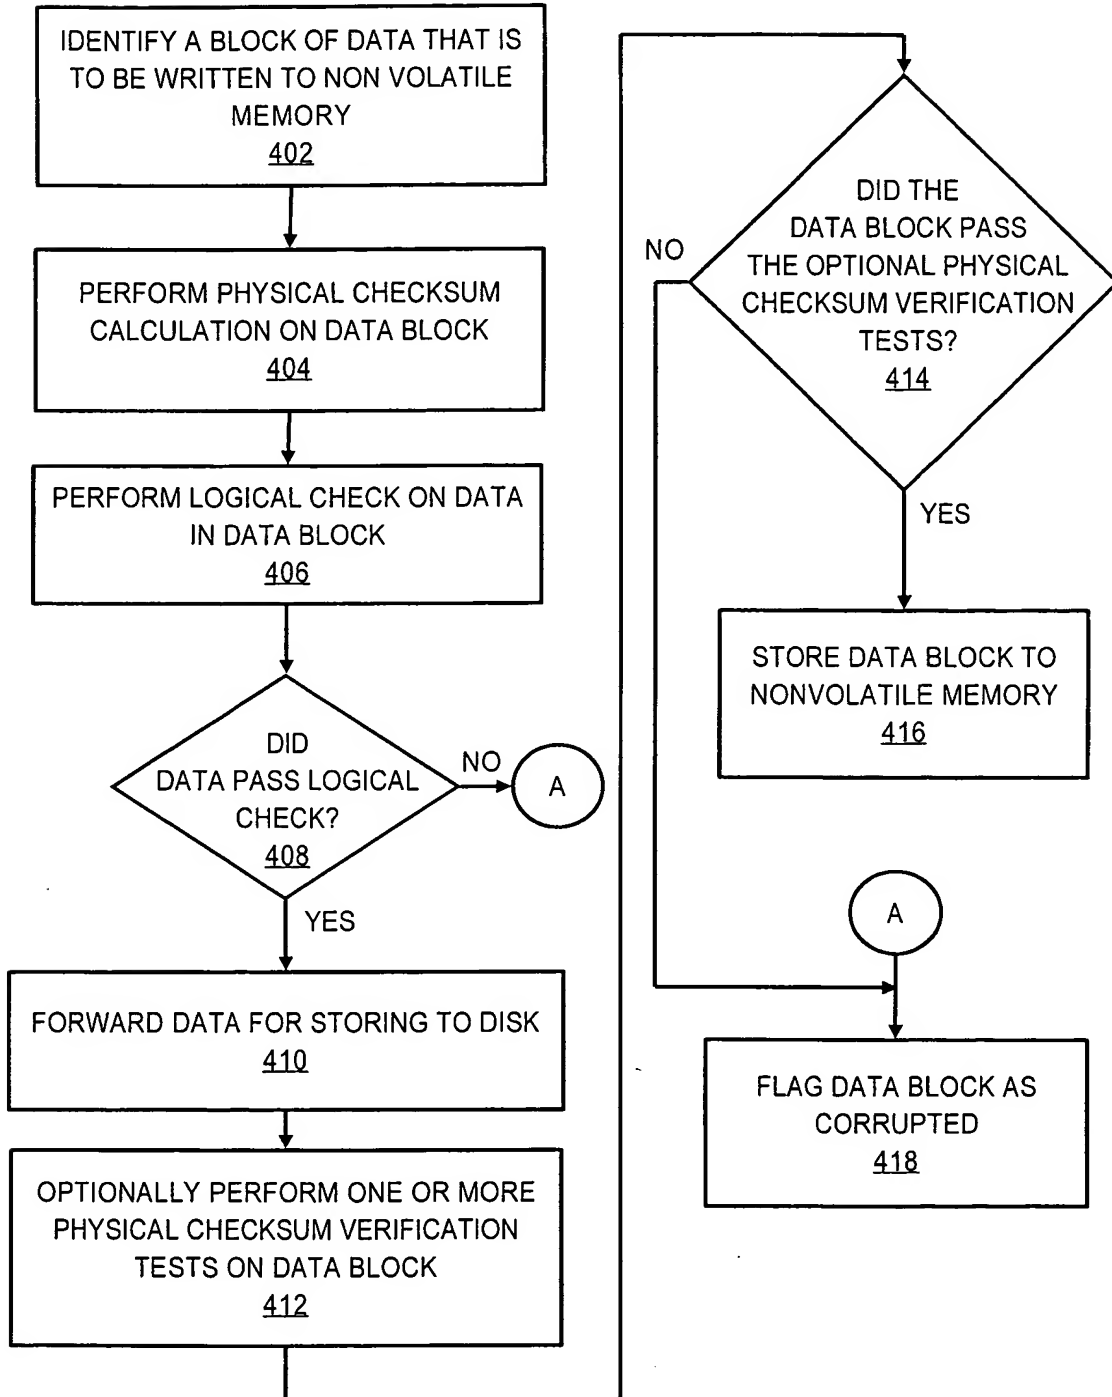 IDENTIFY A BLOCK OF DATA THAT IS
TO BE WRITTEN TO NON VOLATILE
MEMORY
402
PERFORM PHYSICAL CHECKSUM
CALCULATION ON DATA BLOCK
404
PERFORM LOGICAL CHECK ON DATA
IN DATA BLOCK
406
DID
DATA PASS LOGICAL
CHECK?
408
NO
A
YES
FORWARD DATA FOR STORING TO DISK
410
OPTIONALLY PERFORM ONE OR MORE
PHYSICAL CHECKSUM VERIFICATION
TESTS ON DATA BLOCK
412
DID THE
DATA BLOCK PASS
THE OPTIONAL PHYSICAL
CHECKSUM VERIFICATION
TESTS?
414
NO
YES
STORE DATA BLOCK TO
NONVOLATILE MEMORY
416
A
FLAG DATA BLOCK AS
CORRUPTED
418